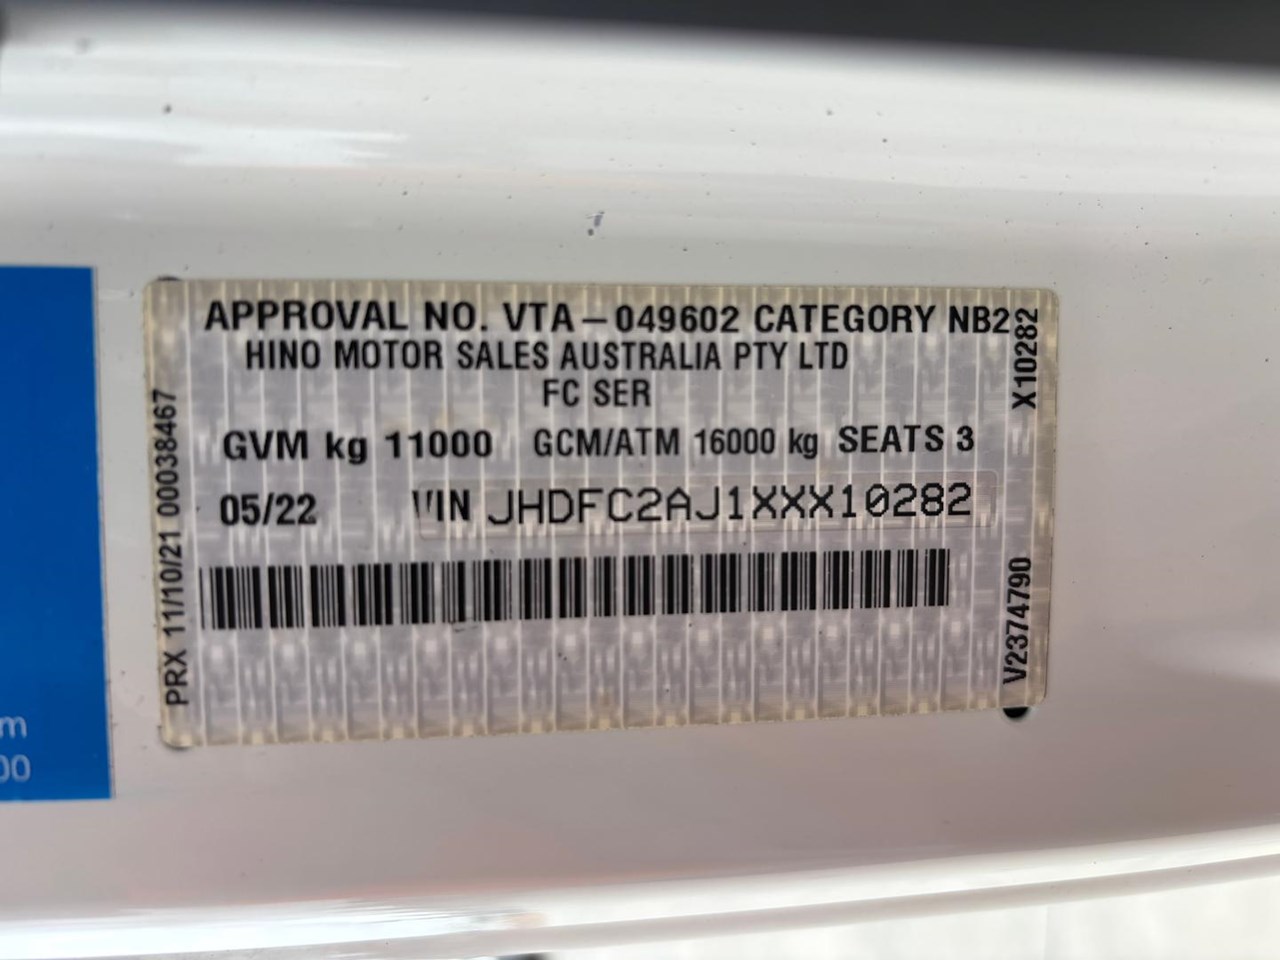 APPROVAL NO. VTA-049602 CATEGORY NB2
HINO MOTOR SALES AUSTRALIA PTY LTD
FC SER
GVM kg 11000 GCM/ATM 16000 kg SEATS 3
05/22 VIN JHDFC2AJ1XXX10282
PRX 11/10/21 00038467
X10282
V2374790
m
00